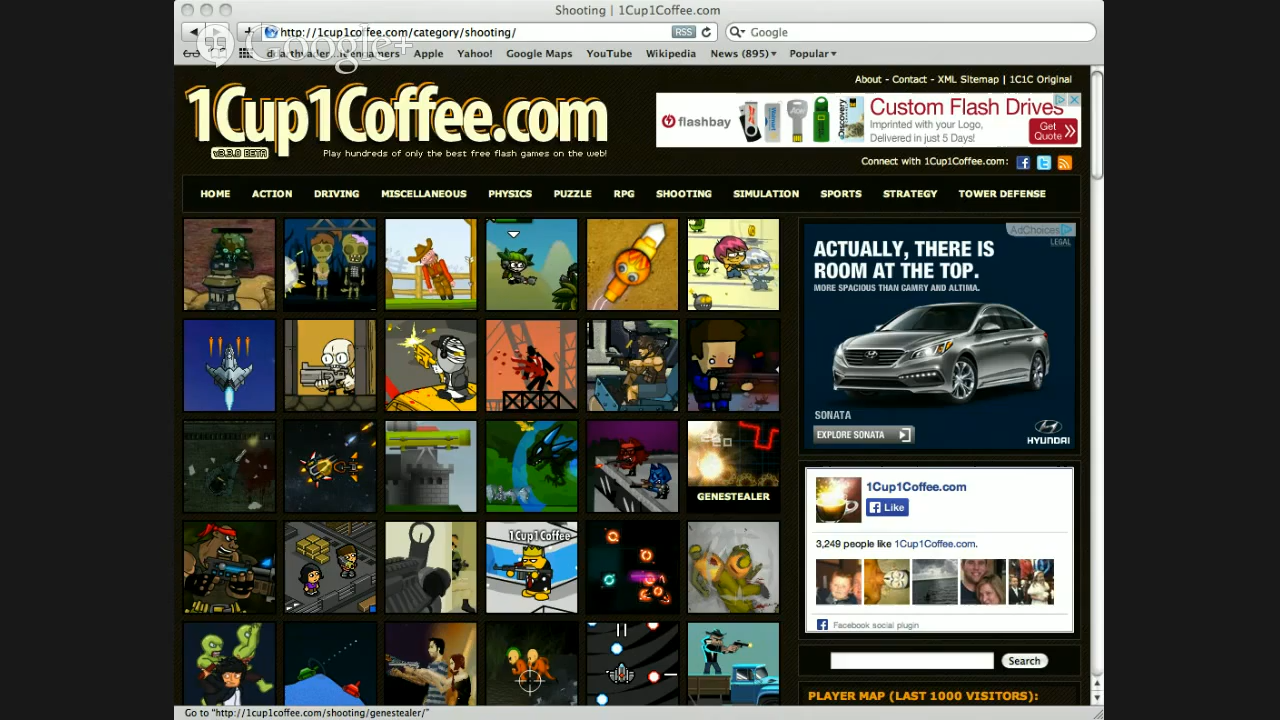 Shooting | 1Cup1Coffee.com
http://1cup1coffee.com/category/shooting/
RSS
Google
Google+
Apple
Yahoo!
Google Maps
YouTube
Wikipedia
News (895)
Popular
About - Contact - XML Sitemap | 1C1C Original
1Cup1Coffee.com
v3.3.0 BETA
Play hundreds of only the best free flash games on the web!
flashbay
Custom Flash Drives
Imprinted with your Logo,
Delivered in just 5 Days!
Get
Quote
Connect with 1Cup1Coffee.com:
HOME
ACTION
DRIVING
MISCELLANEOUS
PHYSICS
PUZZLE
RPG
SHOOTING
SIMULATION
SPORTS
STRATEGY
TOWER DEFENSE
AdChoices
LEGAL
ACTUALLY, THERE IS
ROOM AT THE TOP.
MORE SPACIOUS THAN CAMRY AND ALTIMA.
SONATA
EXPLORE SONATA
HYUNDAI
GENESTEALER
1Cup1Coffee
1Cup1Coffee.com
Like
3,249 people like 1Cup1Coffee.com.
Facebook social plugin
Search
PLAYER MAP (LAST 1000 VISITORS):
Go to "http://1cup1coffee.com/shooting/genestealer/"